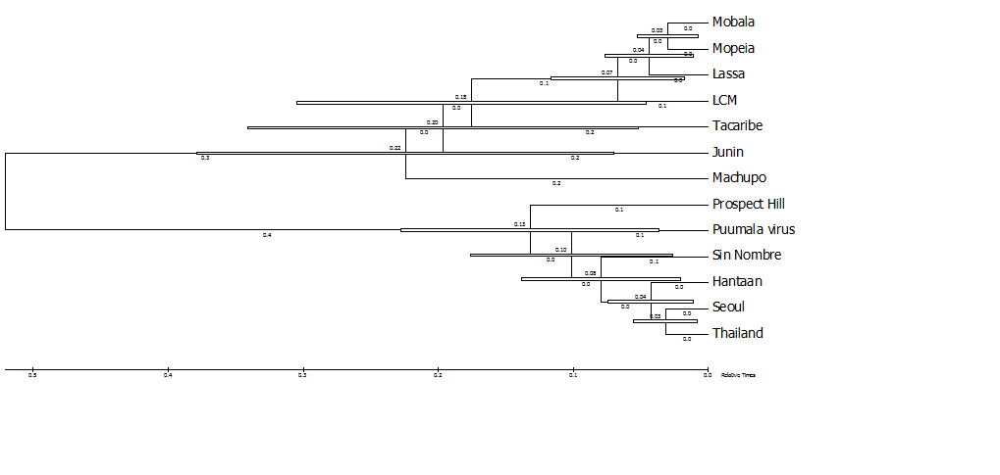 Mobala
0.03
0.0
0.0
Mopeia
0.04
0.0
0.0
Lassa
0.07
0.0
0.1
LCM
0.18
0.1
0.0
Tacaribe
0.20
0.0
0.2
Junin
0.22
0.3
0.2
Machupo
0.2
Prospect Hill
0.1
Puumala virus
0.13
0.4
0.1
Sin Nombre
0.10
0.0
0.1
Hantaan
0.08
0.0
0.0
Seoul
0.04
0.0
0.0
0.03
Thailand
0.0
0.5 0.4 0.3 0.2 0.1 0.0 Relative Times